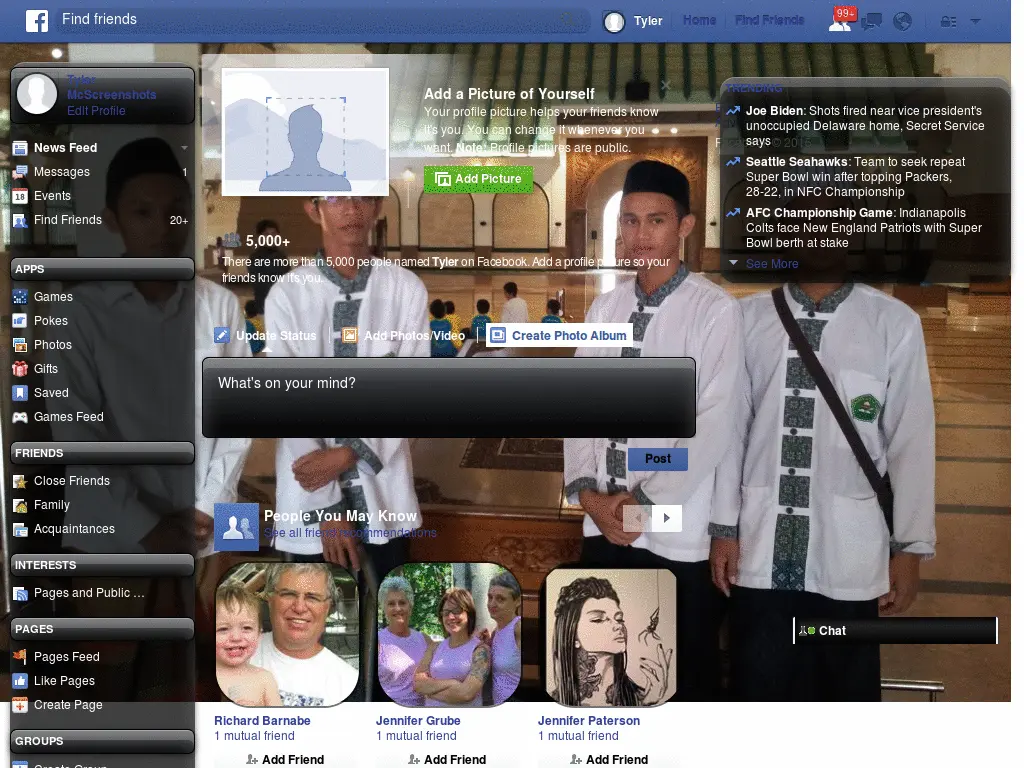 Find friends
Tyler
Home
Find Friends
99+
Tyler
McScreenshots
Edit Profile
News Feed
Messages 1
Events
Find Friends 20+
APPS
Games
Pokes
Photos
Gifts
Saved
Games Feed
FRIENDS
Close Friends
Family
Acquaintances
INTERESTS
Pages and Public ...
PAGES
Pages Feed
Like Pages
Create Page
GROUPS
Create Group
Add a Picture of Yourself
Your profile picture helps your friends know
it's you. You can change it whenever you
want. Note: Profile pictures are public.
Add Picture
5,000+
There are more than 5,000 people named Tyler on Facebook. Add a profile picture so your
friends know it's you.
Update Status
Add Photos/Video
Create Photo Album
What's on your mind?
Post
People You May Know
See all friend recommendations
Richard Barnabe
1 mutual friend
Add Friend
Jennifer Grube
1 mutual friend
Add Friend
Jennifer Paterson
1 mutual friend
Add Friend
TRENDING
Joe Biden: Shots fired near vice president's
unoccupied Delaware home, Secret Service
says
Seattle Seahawks: Team to seek repeat
Super Bowl win after topping Packers,
28-22, in NFC Championship
AFC Championship Game: Indianapolis
Colts face New England Patriots with Super
Bowl berth at stake
See More
Chat